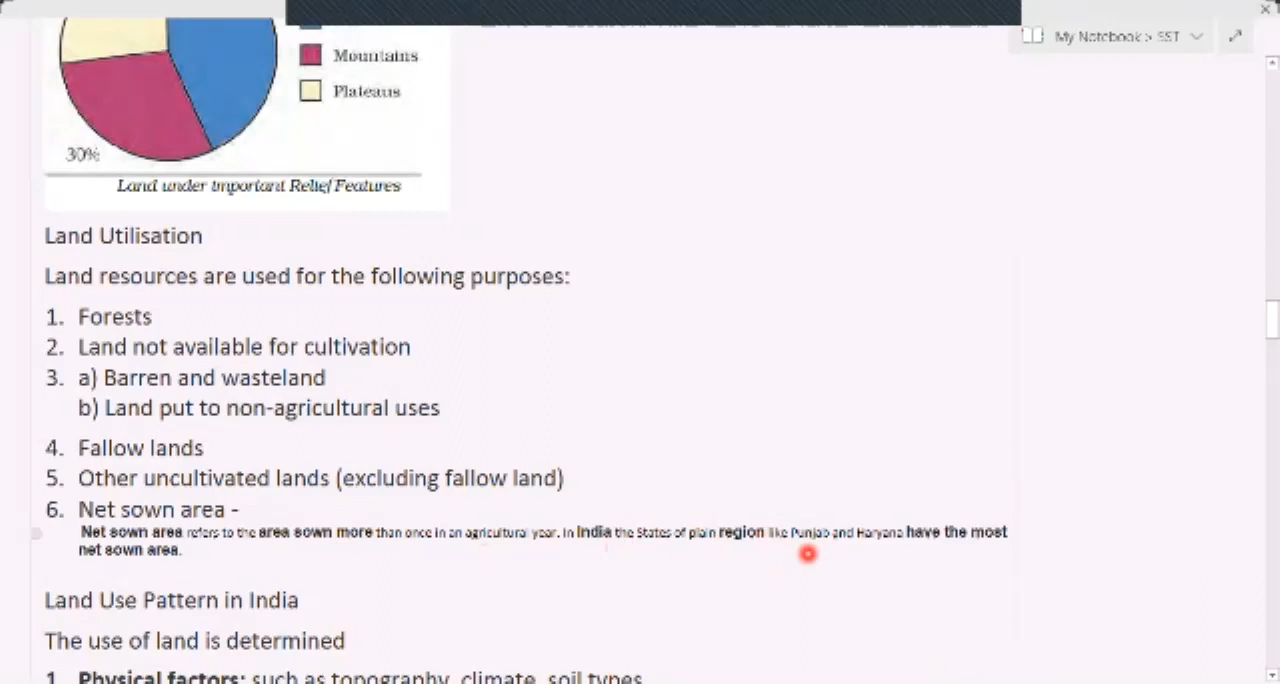 My Notebook > SST
Mountains
Plateaus
30%
Land under important Relief Features
Land Utilisation
Land resources are used for the following purposes:
1. Forests
2. Land not available for cultivation
3. a) Barren and wasteland
b) Land put to non-agricultural uses
4. Fallow lands
5. Other uncultivated lands (excluding fallow land)
6. Net sown area -
Net sown area refers to the area sown more than once in an agricultural year. In India the States of plain region like Punjab and Haryana have the most
net sown area.
Land Use Pattern in India
The use of land is determined
1. Physical factors: such as topography, climate, soil types